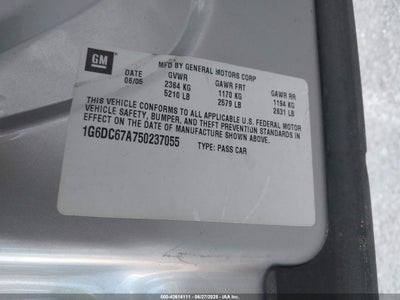 GM
MFD BY GENERAL MOTORS CORP
DATE GVWR GAWR FRT GAWR RR
06/05 2364 KG 1170 KG 1194 KG
5210 LB 2579 LB 2631 LB
THIS VEHICLE CONFORMS TO ALL APPLICABLE U.S. FEDERAL MOTOR
VEHICLE SAFETY, BUMPER, AND THEFT PREVENTION STANDARDS IN
EFFECT ON THE DATE OF MANUFACTURE SHOWN ABOVE.
1G6DC67A750237055
TYPE: PASS CAR
600-42616111 - 06/27/2025 - IAA Inc.